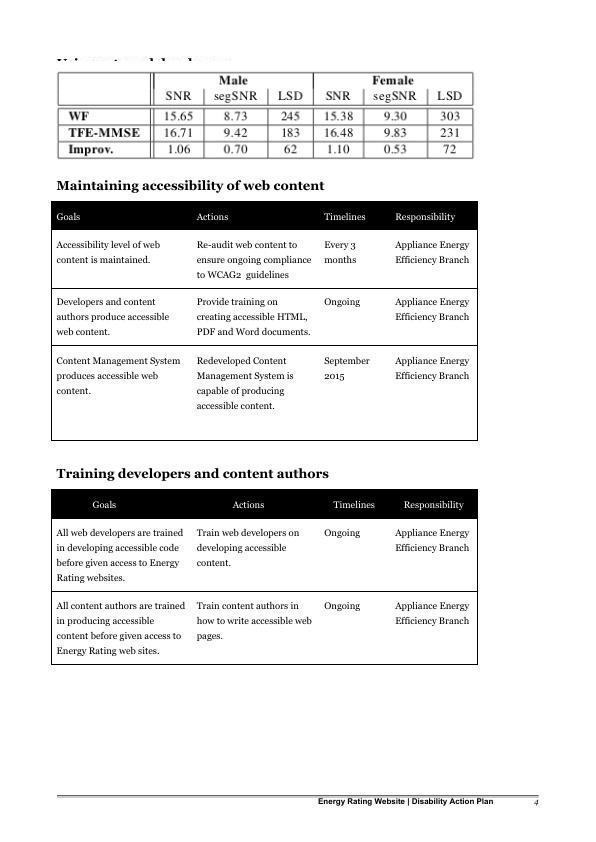 Male Female
SNR segSNR LSD SNR segSNR LSD
WF 15.65 8.73 245 15.38 9.30 303
TFE-MMSE 16.71 9.42 183 16.48 9.83 231
Improv. 1.06 0.70 62 1.10 0.53 72
Maintaining accessibility of web content
Goals Actions Timelines Responsibility
Accessibility level of web Re-audit web content to Every 3 Appliance Energy
content is maintained. ensure ongoing compliance months Efficiency Branch
to WCAG2 guidelines
Developers and content Provide training on Ongoing Appliance Energy
authors produce accessible creating accessible HTML, Efficiency Branch
web content. PDF and Word documents.
Content Management System Redeveloped Content September Appliance Energy
produces accessible web Management System is 2015 Efficiency Branch
content. capable of producing
accessible content.
Training developers and content authors
Goals Actions Timelines Responsibility
All web developers are trained Train web developers on Ongoing Appliance Energy
in developing accessible code developing accessible Efficiency Branch
before given access to Energy content.
Rating websites.
All content authors are trained Train content authors in Ongoing Appliance Energy
in producing accessible how to write accessible web Efficiency Branch
content before given access to pages.
Energy Rating web sites.
Energy Rating Website | Disability Action Plan 4